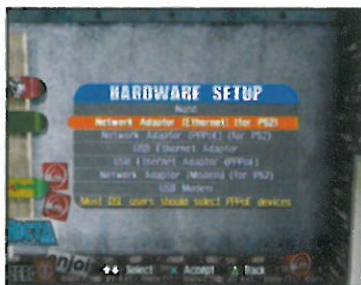 HARDWARE SETUP
None
Network Adaptor (Ethernet) (for PS2)
Network Adaptor (PPPoE) (for PS2)
USB Ethernet Adaptor
USB Ethernet Adaptor (PPPoE)
Network Adaptor (Modem) (for PS2)
USB Modem
Most DSL users should select PPPoE devices
enjoi
Select × Accept Back